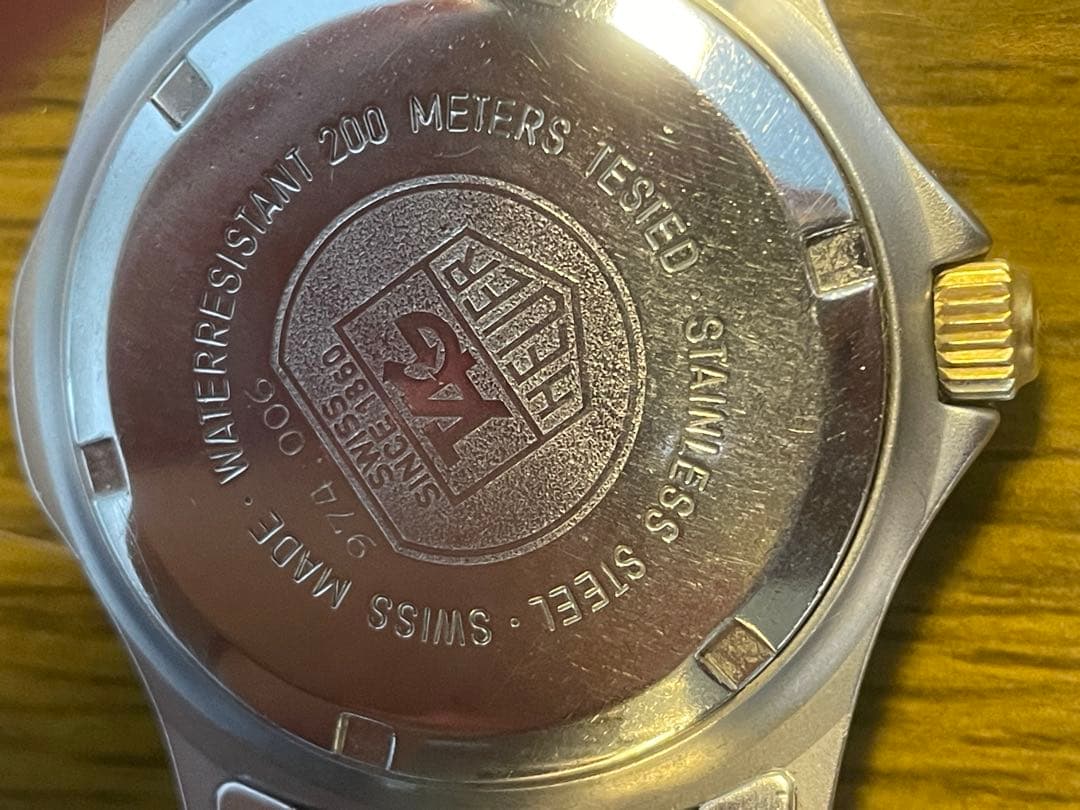 WATERRESISTANT 200 METERS TESTED · STAINLESS STEEL · SWISS MADE ·
TAG
HEUER
SWISS
SINCE 1860
974.006